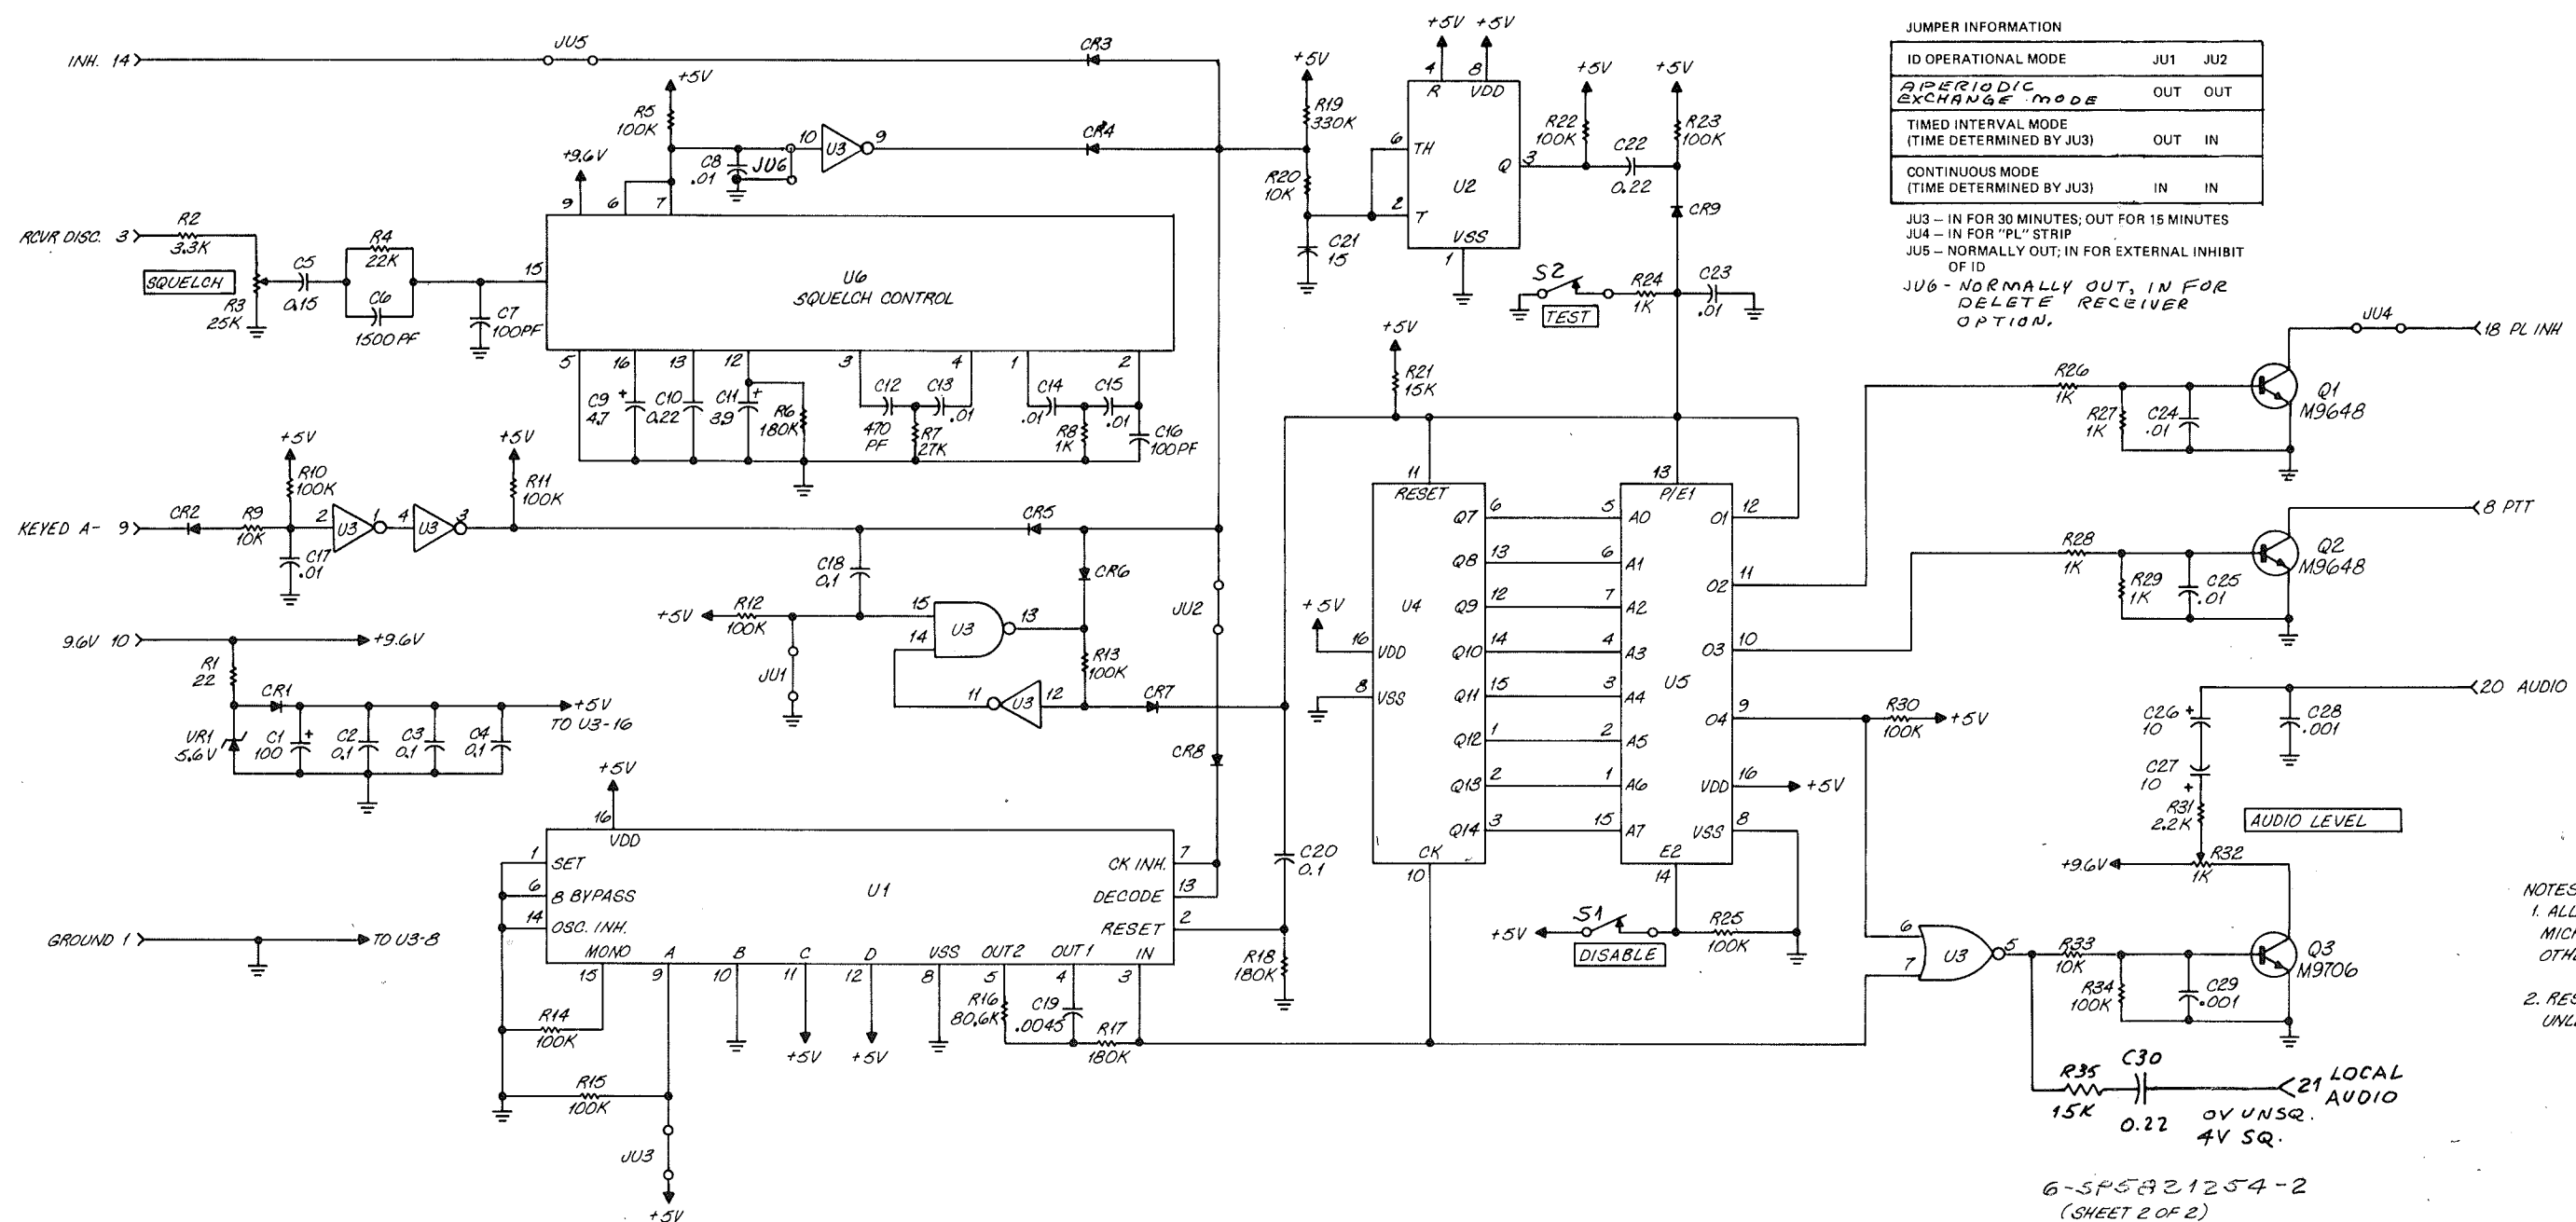 JUMPER INFORMATION
ID OPERATIONAL MODE JU1 JU2
APERIODIC
EXCHANGE MODE OUT OUT
TIMED INTERVAL MODE
(TIME DETERMINED BY JU3) OUT IN
CONTINUOUS MODE
(TIME DETERMINED BY JU3) IN IN
JU3 – IN FOR 30 MINUTES; OUT FOR 15 MINUTES
JU4 – IN FOR "PL" STRIP
JU5 – NORMALLY OUT; IN FOR EXTERNAL INHIBIT
OF ID
JU6 - NORMALLY OUT, IN FOR
DELETE RECEIVER
OPTION.
INH. 14
JU5
CR3
+5V
R5
100K
C8
.01
JU6
10
U3
9
CR4
+9.6V
9
6
7
RCVR DISC. 3
R2
3.3K
SQUELCH
R3
25K
C5
0.15
R4
22K
C6
1500PF
C7
100PF
15
U6
SQUELCH CONTROL
5
16
13
12
3
4
1
2
C9
4.7
+
C10
0.22
C11
3.9
+
R6
180K
C12
470
PF
C13
.01
R7
27K
C14
.01
C15
.01
R8
1K
C16
100PF
+5V
R19
330K
R20
10K
C21
15
+5V +5V
4
8
R
VDD
6
TH
2
T
U2
Q
3
VSS
1
+5V
R22
100K
C22
0.22
+5V
R23
100K
CR9
S2
TEST
R24
1K
C23
.01
KEYED A- 9
CR2
R9
10K
+5V
R10
100K
C17
.01
2
U3
1
4
U3
3
+5V
R11
100K
CR5
C18
0.1
CR6
+5V
R12
100K
JU1
15
14
U3
13
R13
100K
11
U3
12
CR7
JU2
CR8
9.6V 10
+9.6V
R1
22
CR1
VR1
5.6V
C1
100
+
C2
0.1
C3
0.1
C4
0.1
+5V
TO U3-16
GROUND 1
TO U3-8
+5V
16
VDD
1
SET
6
8 BYPASS
14
OSC. INH.
U1
CK INH.
7
DECODE
13
RESET
2
MONO
A
B
C
D
VSS
OUT2
OUT1
IN
15
9
10
11
12
8
5
4
3
R14
100K
R15
100K
JU3
+5V
+5V
+5V
R16
80.6K
C19
.0045
R17
180K
C20
0.1
R18
180K
+5V
R21
15K
11
RESET
Q7
6
Q8
13
Q9
12
Q10
14
Q11
15
Q12
1
Q13
2
Q14
3
U4
+5V
16
VDD
8
VSS
CK
10
13
P/E1
5
A0
6
A1
7
A2
4
A3
3
A4
2
A5
1
A6
15
A7
U5
O1
12
O2
11
O3
10
O4
9
VDD
16
+5V
VSS
8
E2
14
+5V
S1
DISABLE
R25
100K
R26
1K
R27
1K
C24
.01
Q1
M9648
JU4
18 PL INH
R28
1K
R29
1K
C25
.01
Q2
M9648
8 PTT
R30
100K
+5V
20 AUDIO
C26
10
+
C28
.001
C27
10
+
R31
2.2K
AUDIO LEVEL
+9.6V
R32
1K
6
7
U3
5
R33
10K
R34
100K
C29
.001
Q3
M9706
R35
15K
C30
0.22
21 LOCAL
AUDIO
0V UNSQ.
4V SQ.
NOTES
1. ALL
2.
6-SP5821254-2
(SHEET 2 OF 2)